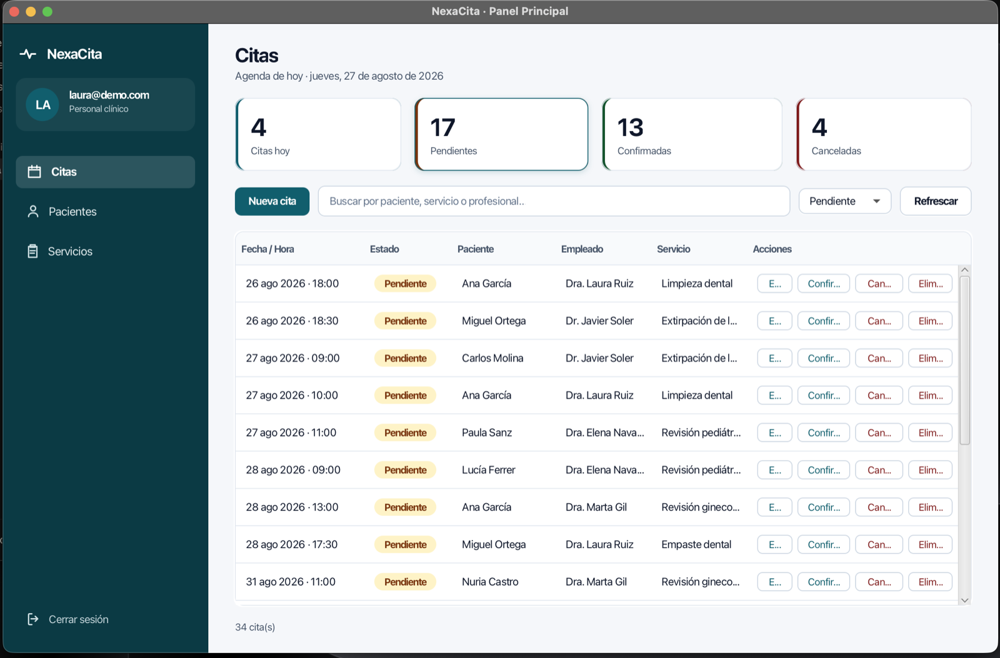 NexaCita · Panel Principal
NexaCita
LA
laura@demo.com
Personal clínico
Citas
Pacientes
Servicios
Cerrar sesión
Citas
Agenda de hoy · jueves, 27 de agosto de 2026
4
Citas hoy
17
Pendientes
13
Confirmadas
4
Canceladas
Nueva cita
Buscar por paciente, servicio o profesional...
Pendiente
Refrescar
Fecha / Hora Estado Paciente Empleado Servicio Acciones
26 ago 2026 · 18:00 Pendiente Ana García Dra. Laura Ruiz Limpieza dental E... Confir... Can... Elim...
26 ago 2026 · 18:30 Pendiente Miguel Ortega Dr. Javier Soler Extirpación de l... E... Confir... Can... Elim...
27 ago 2026 · 09:00 Pendiente Carlos Molina Dr. Javier Soler Extirpación de l... E... Confir... Can... Elim...
27 ago 2026 · 10:00 Pendiente Ana García Dra. Laura Ruiz Limpieza dental E... Confir... Can... Elim...
27 ago 2026 · 11:00 Pendiente Paula Sanz Dra. Elena Nava... Revisión pediátr... E... Confir... Can... Elim...
28 ago 2026 · 09:00 Pendiente Lucía Ferrer Dra. Elena Nava... Revisión pediátr... E... Confir... Can... Elim...
28 ago 2026 · 13:00 Pendiente Ana García Dra. Marta Gil Revisión gineco... E... Confir... Can... Elim...
28 ago 2026 · 17:30 Pendiente Miguel Ortega Dra. Laura Ruiz Empaste dental E... Confir... Can... Elim...
31 ago 2026 · 11:00 Pendiente Nuria Castro Dra. Marta Gil Revisión gineco... E... Confir... Can... Elim...
34 cita(s)